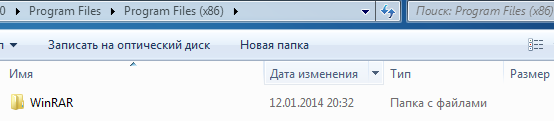 0 ▸ Program Files ▸ Program Files (x86) ▸ Поиск: Program Files (x86)
Записать на оптический диск Новая папка
Имя Дата изменения Тип Размер
WinRAR 12.01.2014 20:32 Папка с файлами